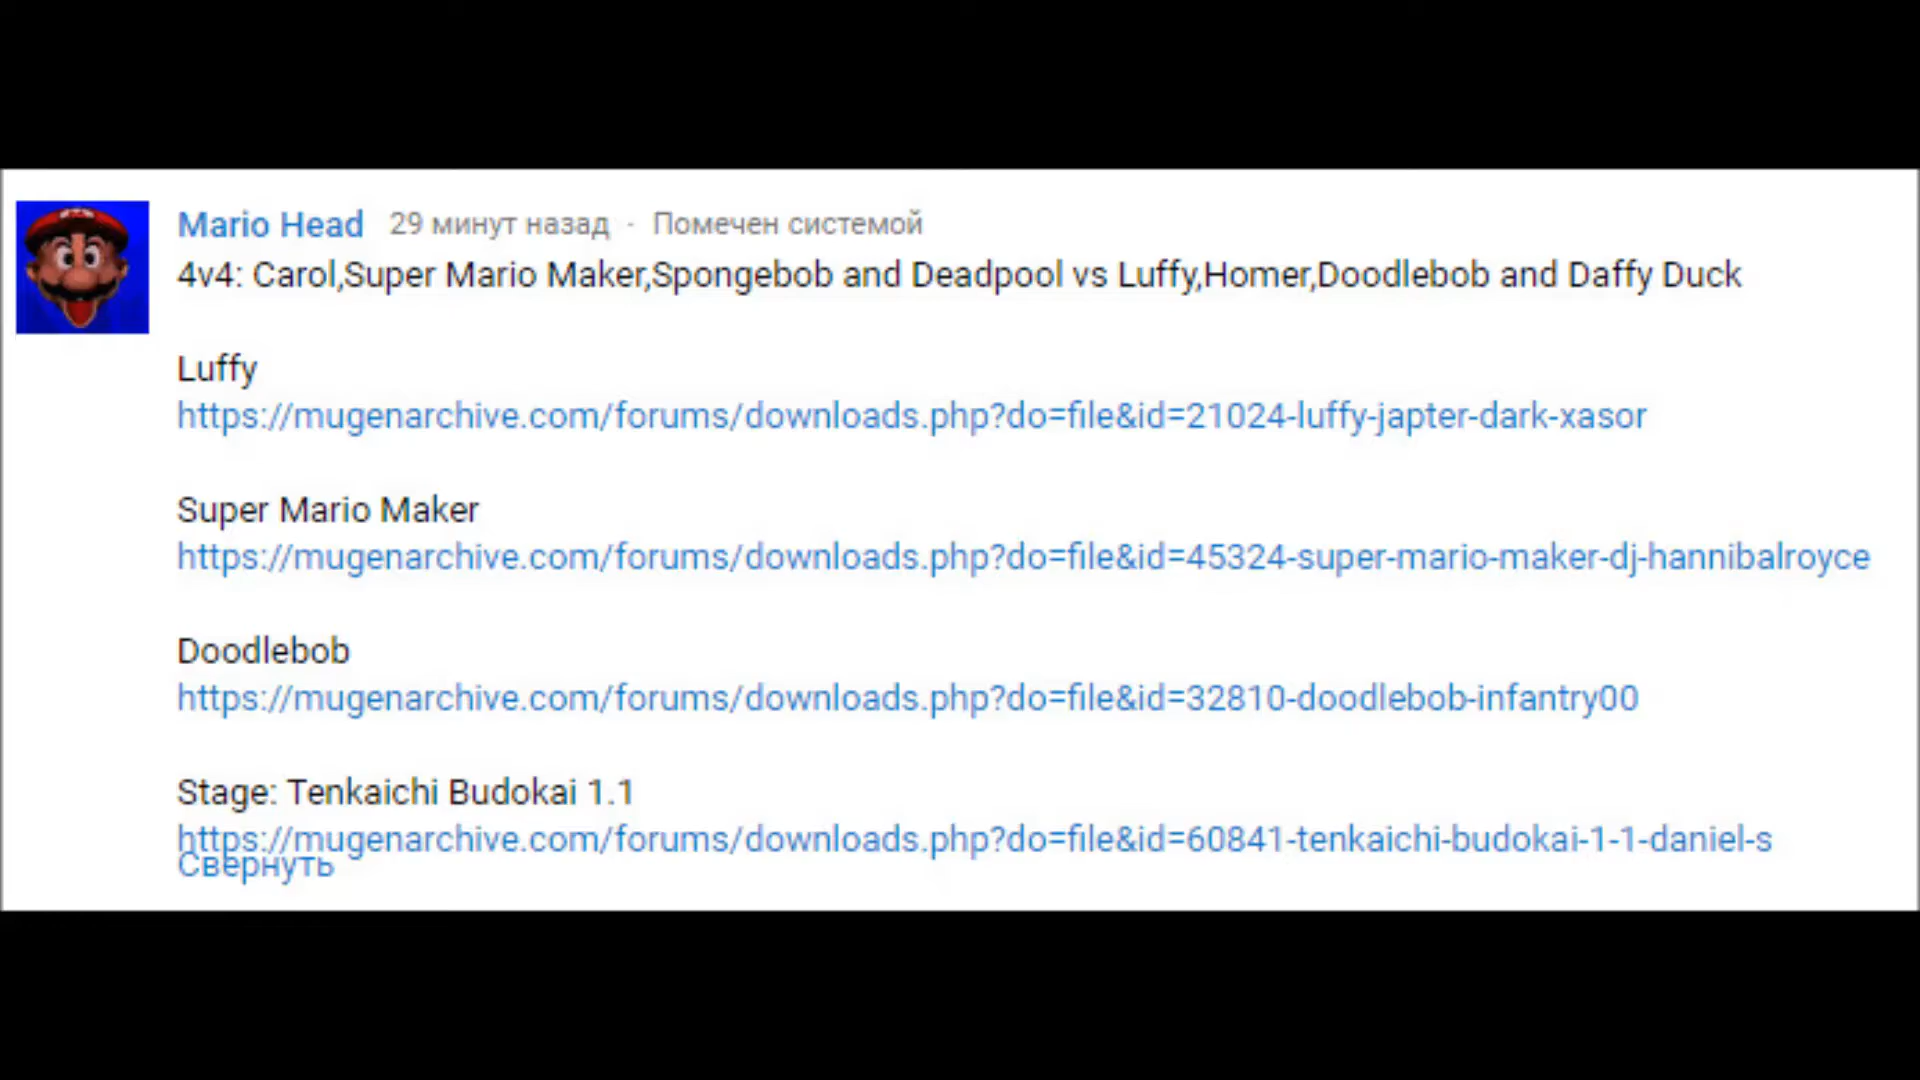 Mario Head 29 минут назад · Помечен системой
4v4: Carol,Super Mario Maker,Spongebob and Deadpool vs Luffy,Homer,Doodlebob and Daffy Duck
Luffy
https://mugenarchive.com/forums/downloads.php?do=file&id=21024-luffy-japter-dark-xasor
Super Mario Maker
https://mugenarchive.com/forums/downloads.php?do=file&id=45324-super-mario-maker-dj-hannibalroyce
Doodlebob
https://mugenarchive.com/forums/downloads.php?do=file&id=32810-doodlebob-infantry00
Stage: Tenkaichi Budokai 1.1
https://mugenarchive.com/forums/downloads.php?do=file&id=60841-tenkaichi-budokai-1-1-daniel-s
Свернуть